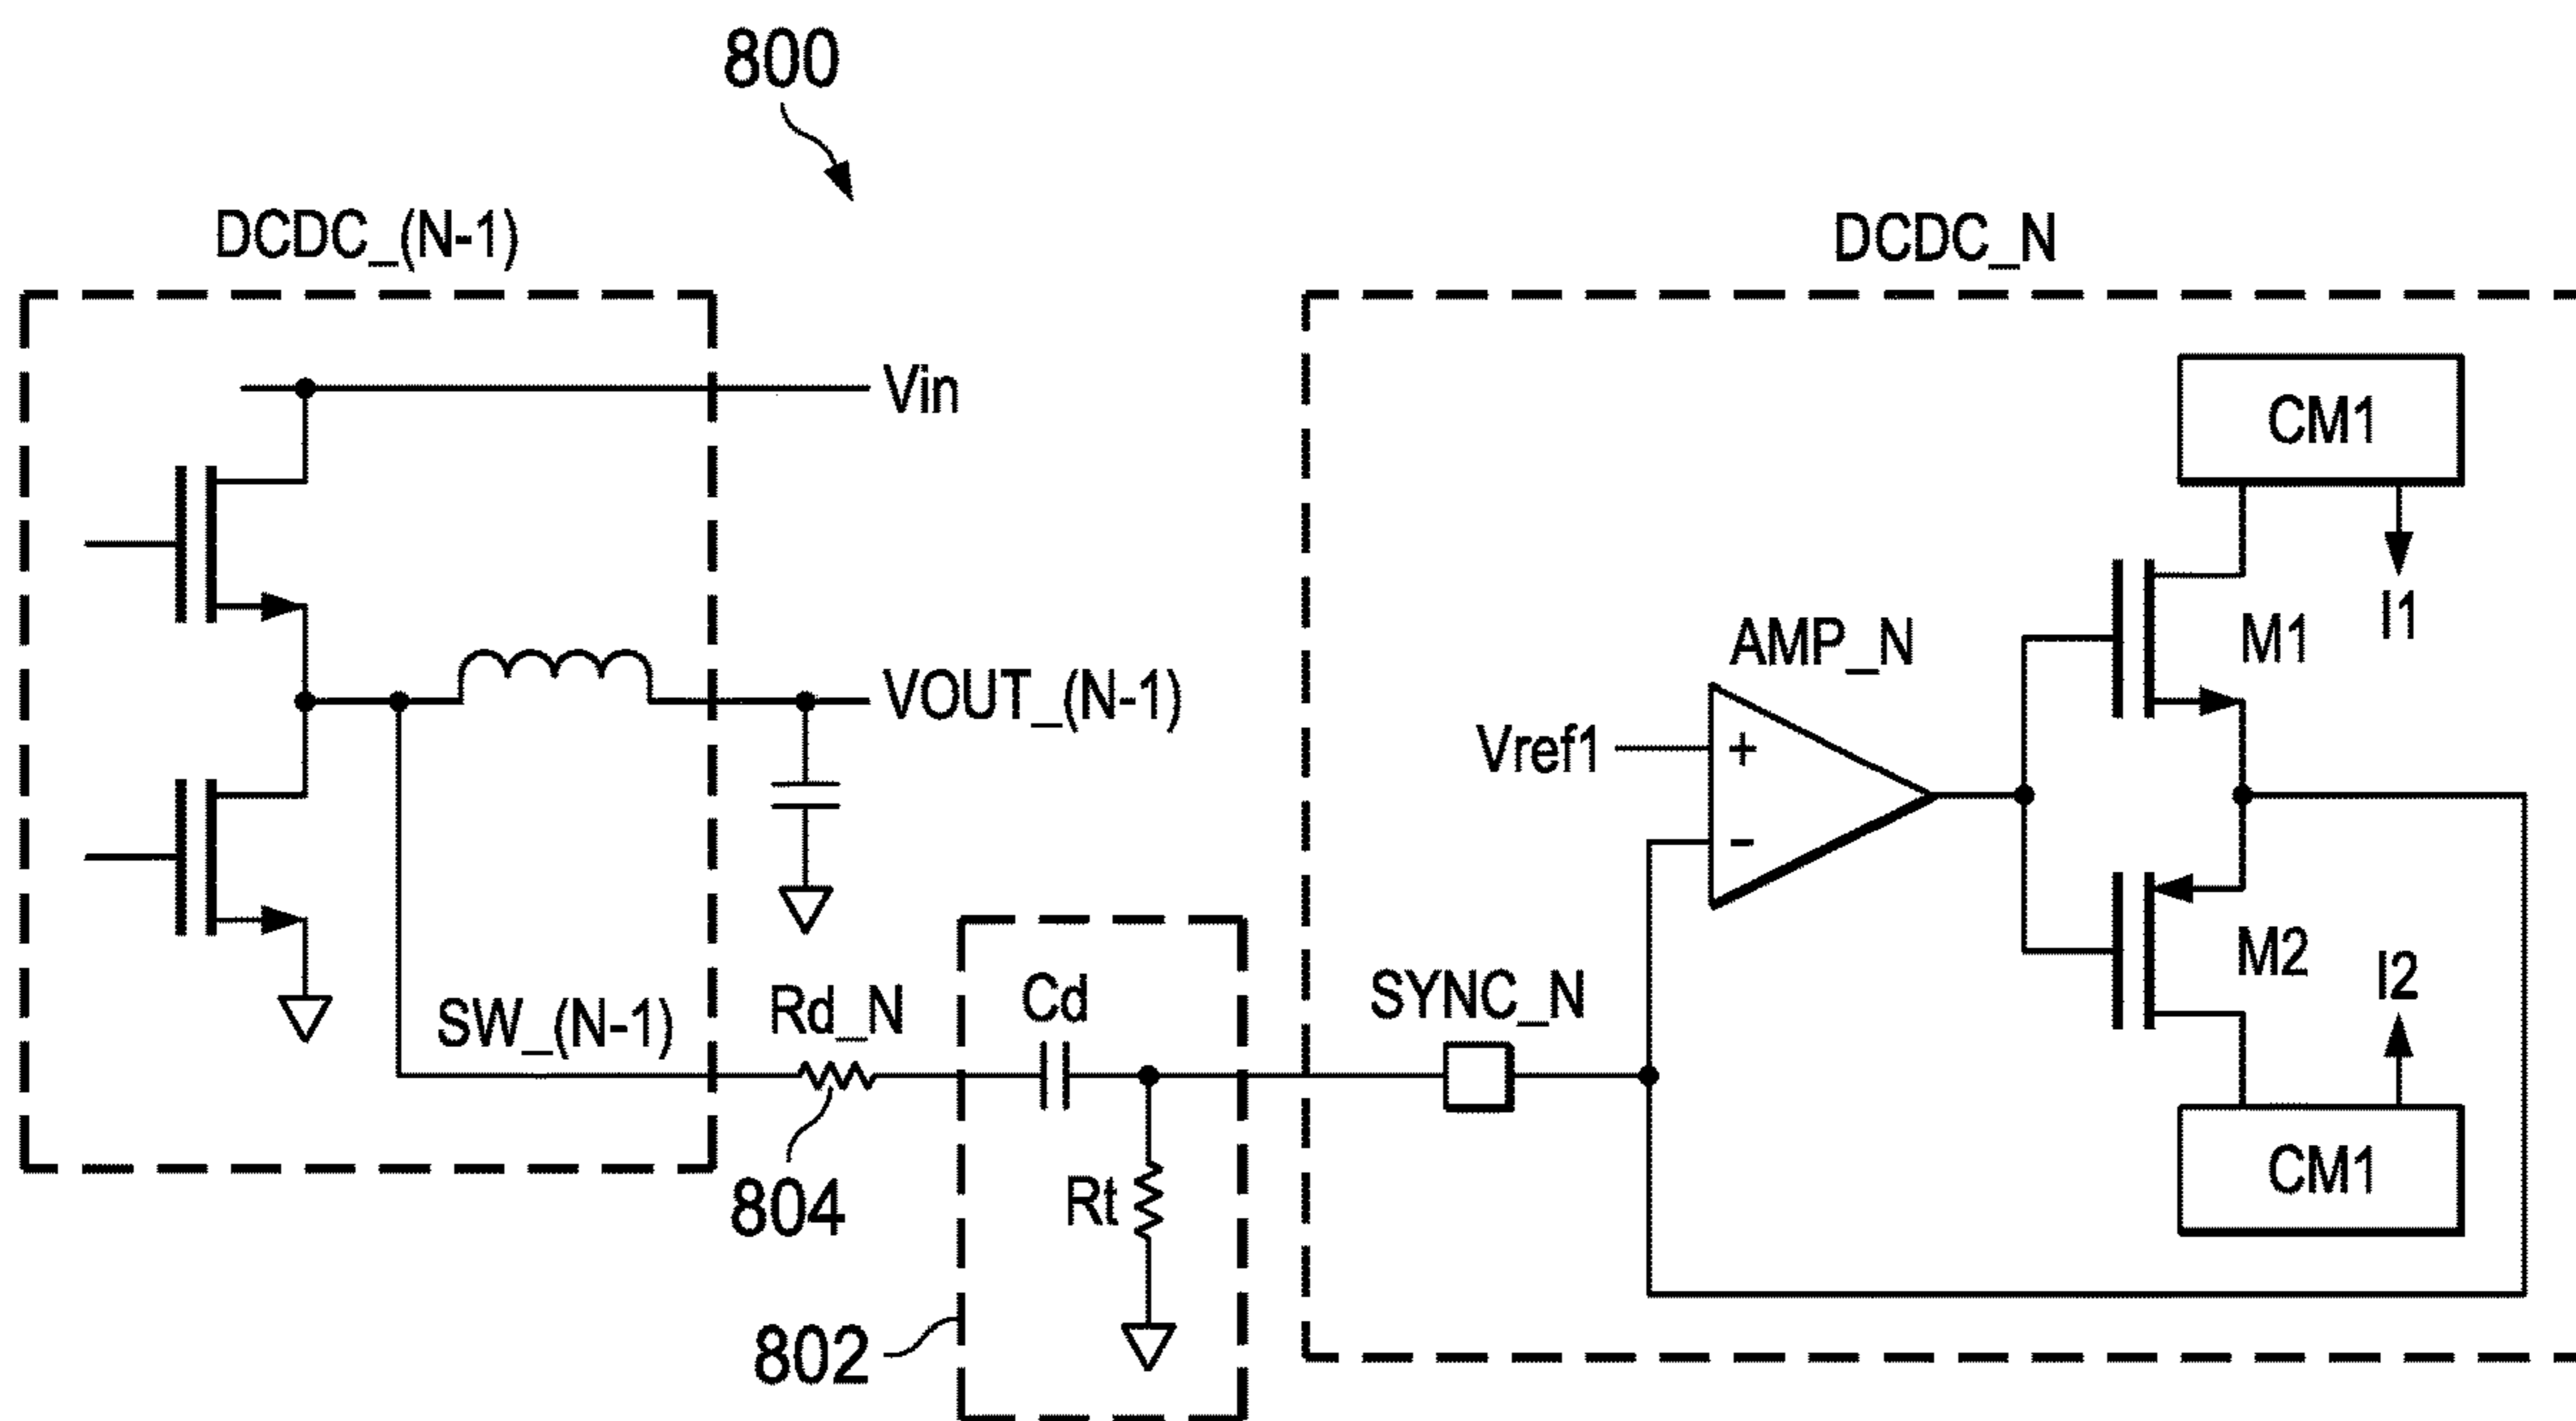 800
DCDC_(N-1)
DCDC_N
Vin
CM1
I1
M1
AMP_N
VOUT_(N-1)
Vref1
+
−
M2
I2
SW_(N-1)
Rd_N
Cd
SYNC_N
CM1
804
Rt
802